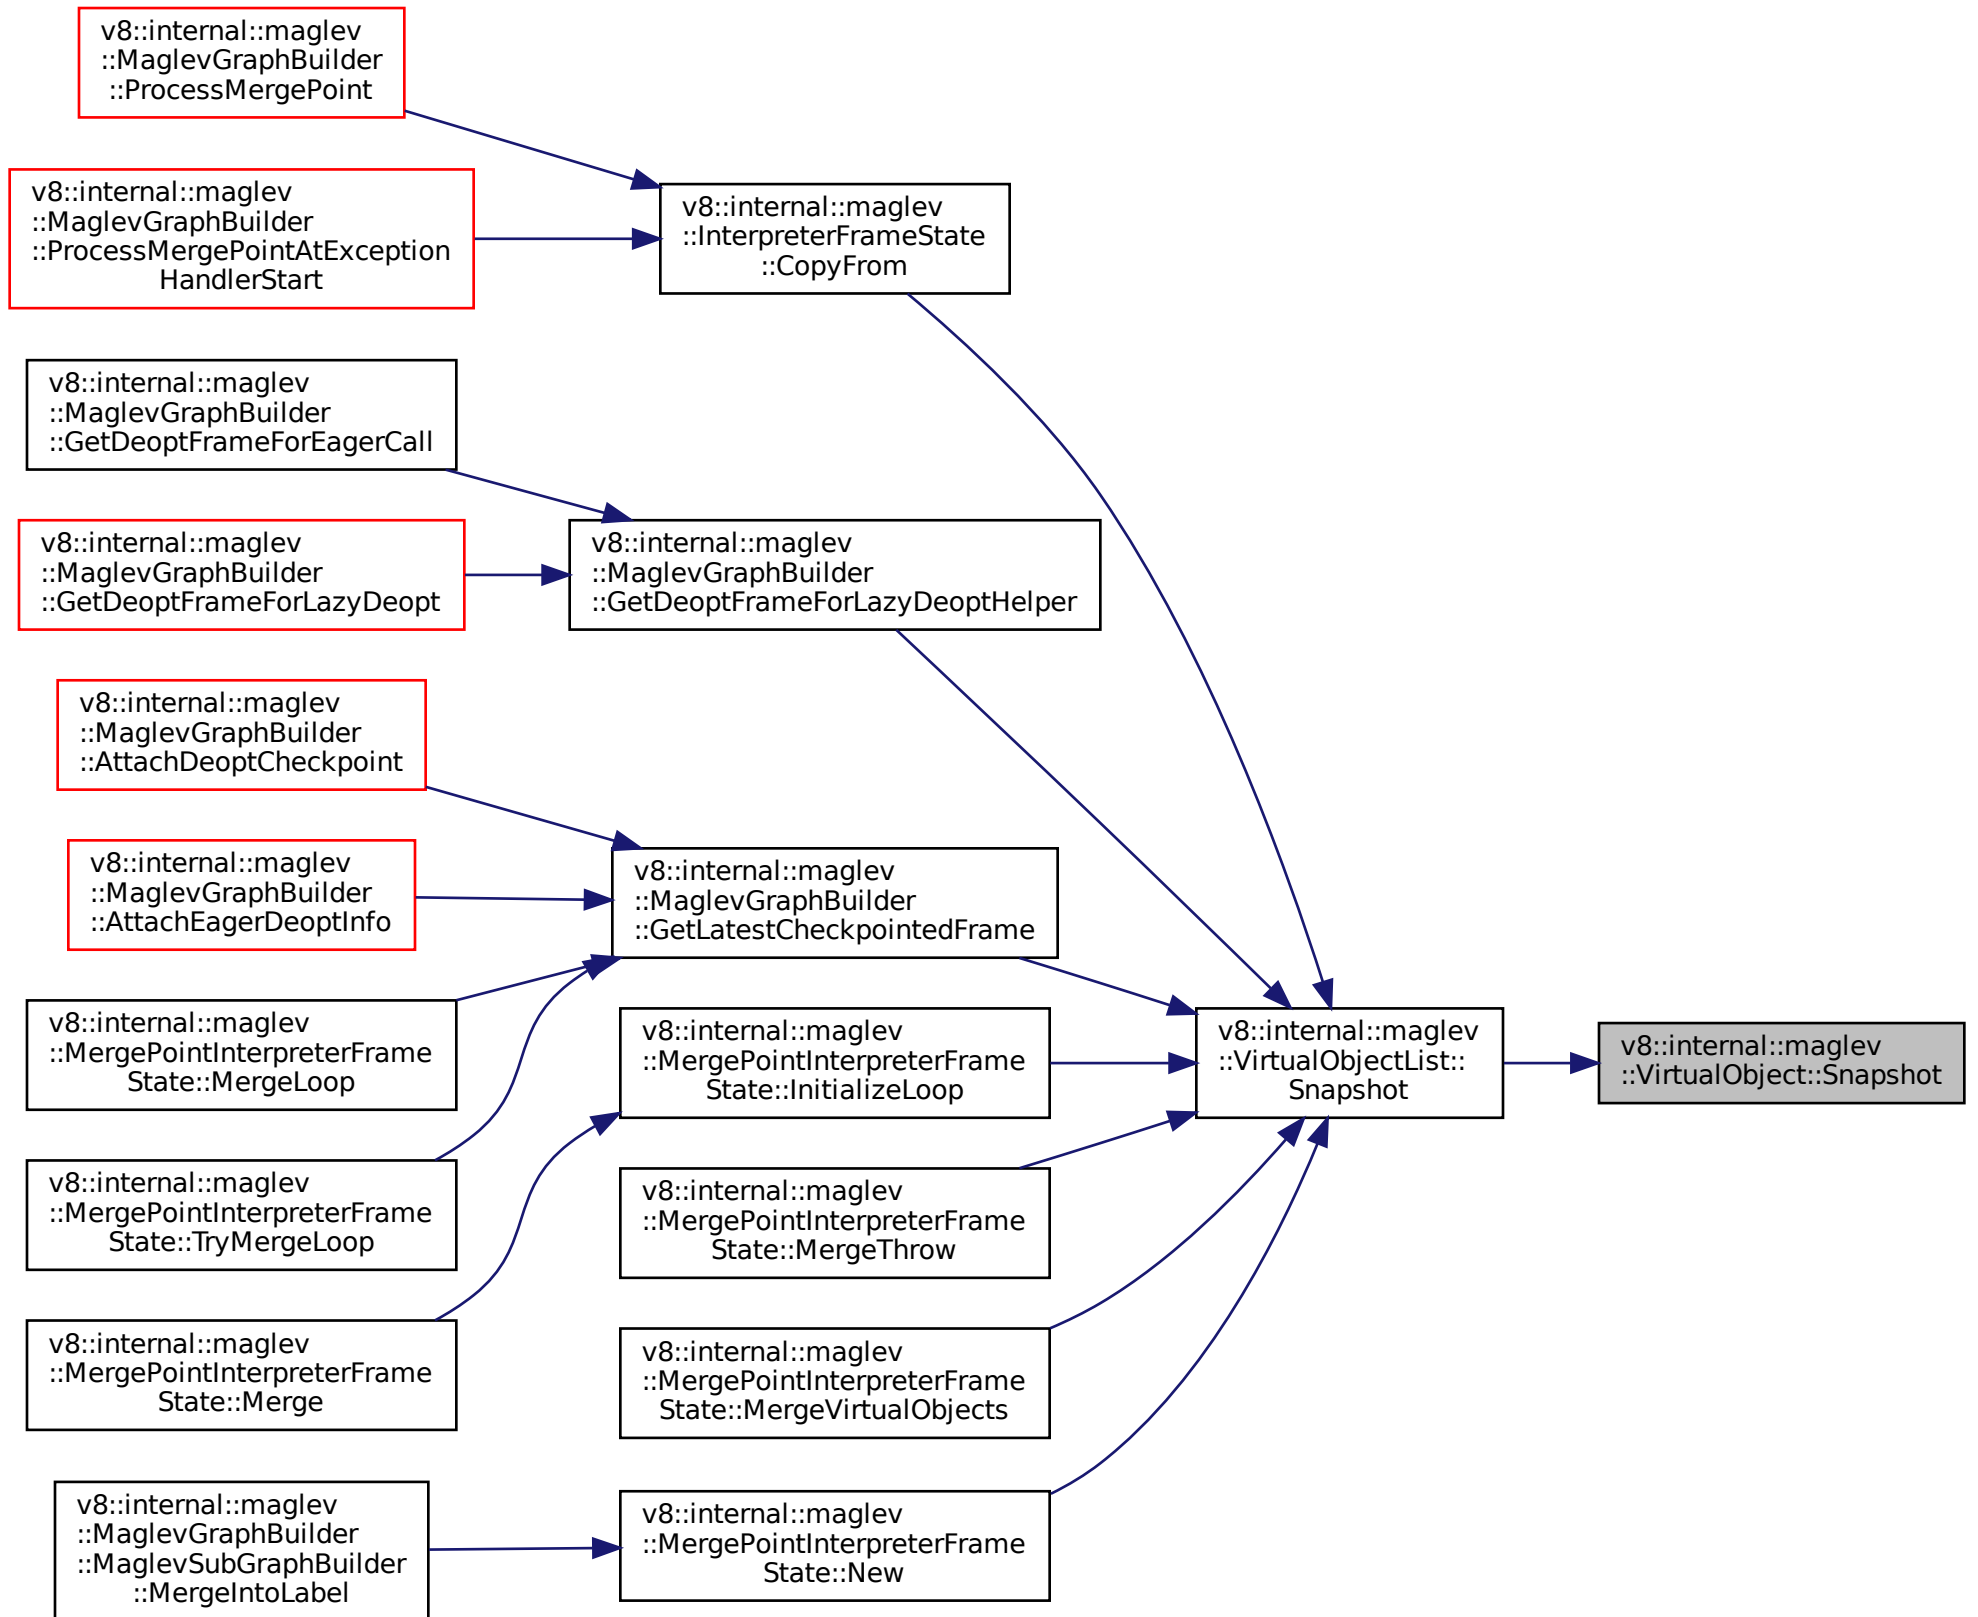 v8::internal::maglev
::MaglevGraphBuilder
::ProcessMergePoint
v8::internal::maglev
::MaglevGraphBuilder
::ProcessMergePointAtException
HandlerStart
v8::internal::maglev
::InterpreterFrameState
::CopyFrom
v8::internal::maglev
::MaglevGraphBuilder
::GetDeoptFrameForEagerCall
v8::internal::maglev
::MaglevGraphBuilder
::GetDeoptFrameForLazyDeopt
v8::internal::maglev
::MaglevGraphBuilder
::GetDeoptFrameForLazyDeoptHelper
v8::internal::maglev
::MaglevGraphBuilder
::AttachDeoptCheckpoint
v8::internal::maglev
::MaglevGraphBuilder
::AttachEagerDeoptInfo
v8::internal::maglev
::MaglevGraphBuilder
::GetLatestCheckpointedFrame
v8::internal::maglev
::MergePointInterpreterFrame
State::MergeLoop
v8::internal::maglev
::MergePointInterpreterFrame
State::InitializeLoop
v8::internal::maglev
::VirtualObjectList::
Snapshot
v8::internal::maglev
::VirtualObject::Snapshot
v8::internal::maglev
::MergePointInterpreterFrame
State::TryMergeLoop
v8::internal::maglev
::MergePointInterpreterFrame
State::MergeThrow
v8::internal::maglev
::MergePointInterpreterFrame
State::Merge
v8::internal::maglev
::MergePointInterpreterFrame
State::MergeVirtualObjects
v8::internal::maglev
::MaglevGraphBuilder
::MaglevSubGraphBuilder
::MergeIntoLabel
v8::internal::maglev
::MergePointInterpreterFrame
State::New